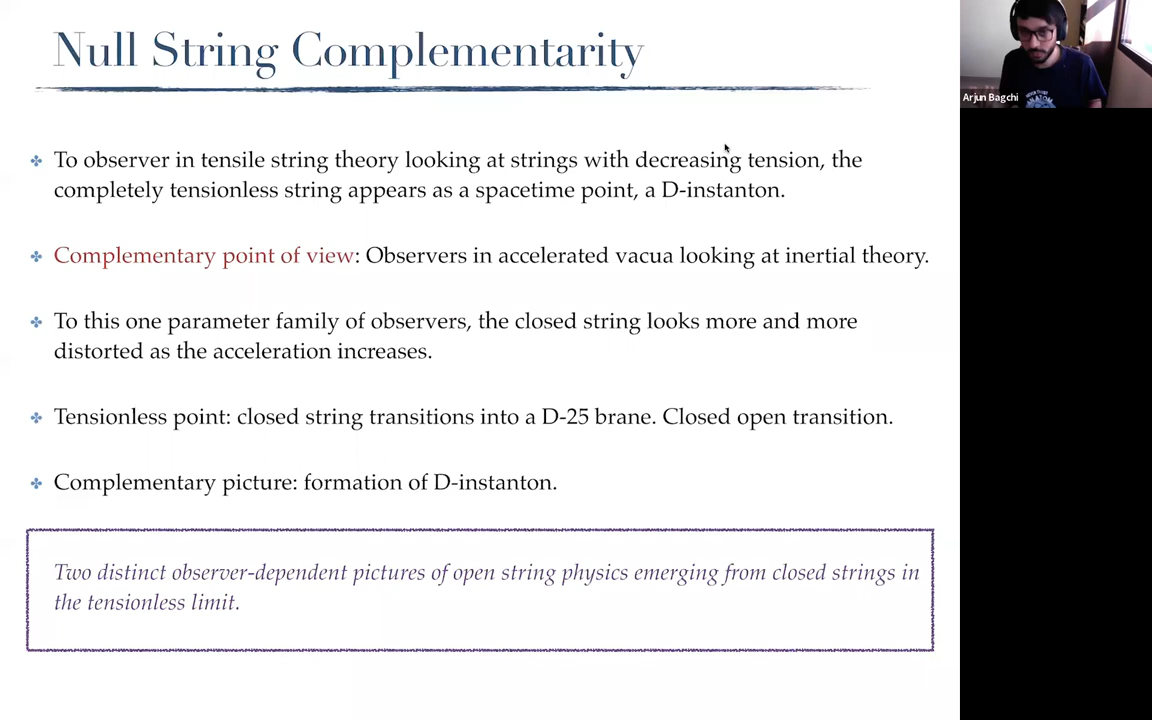 Null String Complementarity
To observer in tensile string theory looking at strings with decreasing tension, the
completely tensionless string appears as a spacetime point, a D-instanton.
Complementary point of view: Observers in accelerated vacua looking at inertial theory.
To this one parameter family of observers, the closed string looks more and more
distorted as the acceleration increases.
Tensionless point: closed string transitions into a D-25 brane. Closed open transition.
Complementary picture: formation of D-instanton.
Two distinct observer-dependent pictures of open string physics emerging from closed strings in
the tensionless limit.
Arjun Bagchi